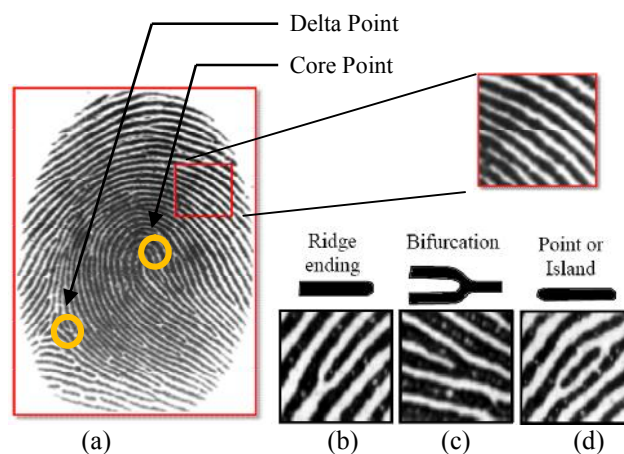 Delta Point
Core Point
Ridge
ending
Bifurcation
Point or
Island
(a)
(b)
(c)
(d)